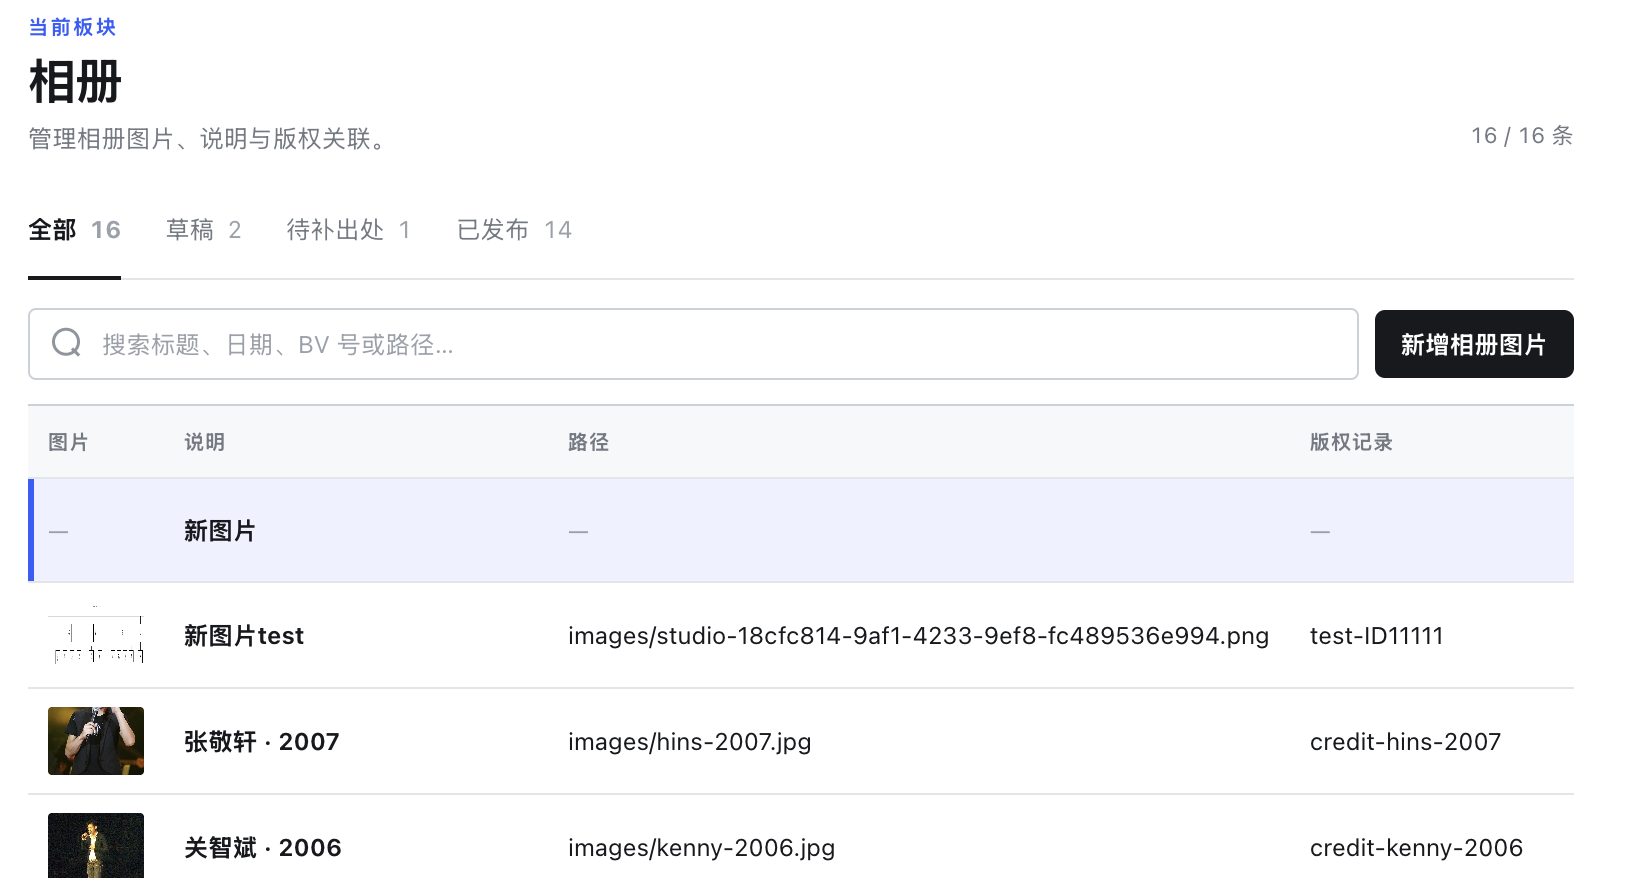 当前板块
相册
管理相册图片、说明与版权关联。
16 / 16 条
全部 16 草稿 2 待补出处 1 已发布 14
搜索标题、日期、BV 号或路径...
新增相册图片
图片 说明 路径 版权记录
— 新图片 — —
新图片test images/studio-18cfc814-9af1-4233-9ef8-fc489536e994.png test-ID11111
张敬轩 · 2007 images/hins-2007.jpg credit-hins-2007
关智斌 · 2006 images/kenny-2006.jpg credit-kenny-2006